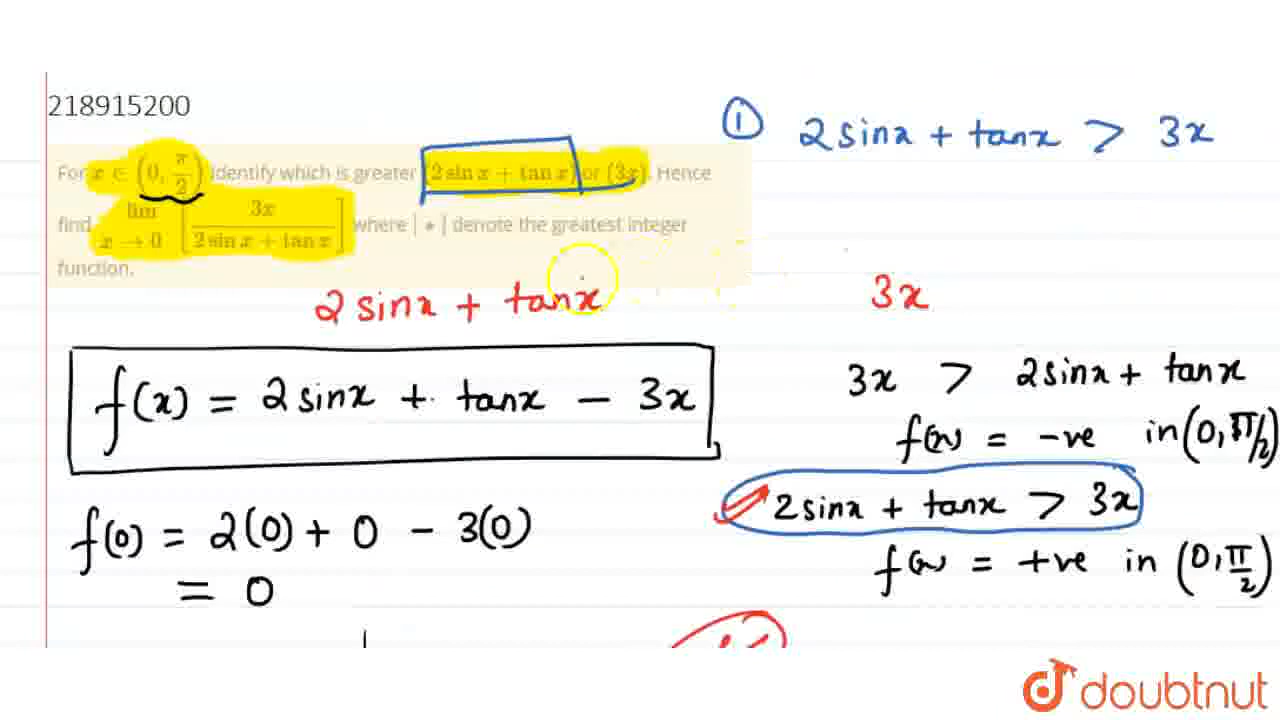 218915200
① 2sinx + tanx > 3x
For x ∈ (0, π/2) identify which is greater (2 sin x + tan x) or (3x). Hence
find lim x → 0 [3x / (2 sin x + tan x)] where [ * ] denote the greatest integer
function.
2sinx + tanx 3x
f(x) = 2sinx + tanx − 3x
3x > 2sinx + tanx
f(x) = -ve in (0, π/2)
2sinx + tanx > 3x
f(0) = 2(0) + 0 - 3(0)
f(x) = +ve in (0, π/2)
= 0
doubtnut